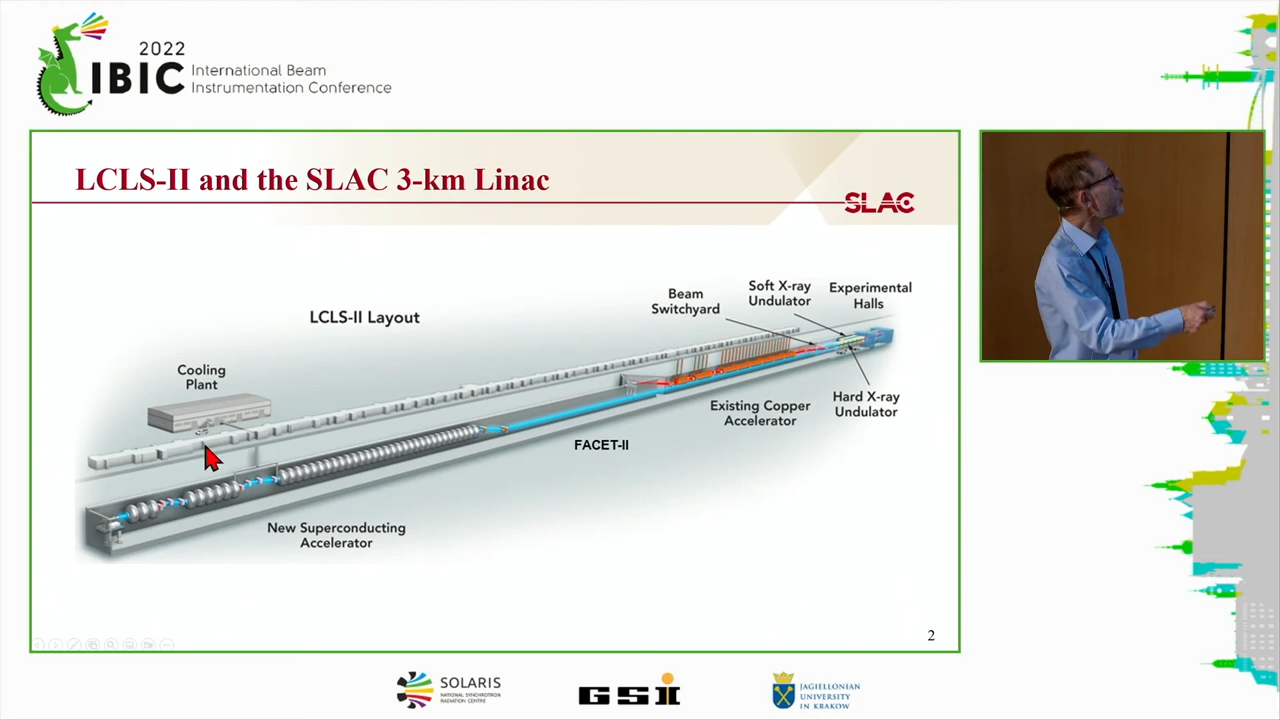 2022
IBIC
International Beam
Instrumentation Conference
LCLS-II and the SLAC 3-km Linac
SLAC
LCLS-II Layout
Beam
Switchyard
Soft X-ray
Undulator
Experimental
Halls
Cooling
Plant
Existing Copper
Accelerator
Hard X-ray
Undulator
FACET-II
New Superconducting
Accelerator
2
SOLARIS
NATIONAL SYNCHROTRON
RADIATION CENTRE
GSI
JAGIELLONIAN
UNIVERSITY
IN KRAKOW